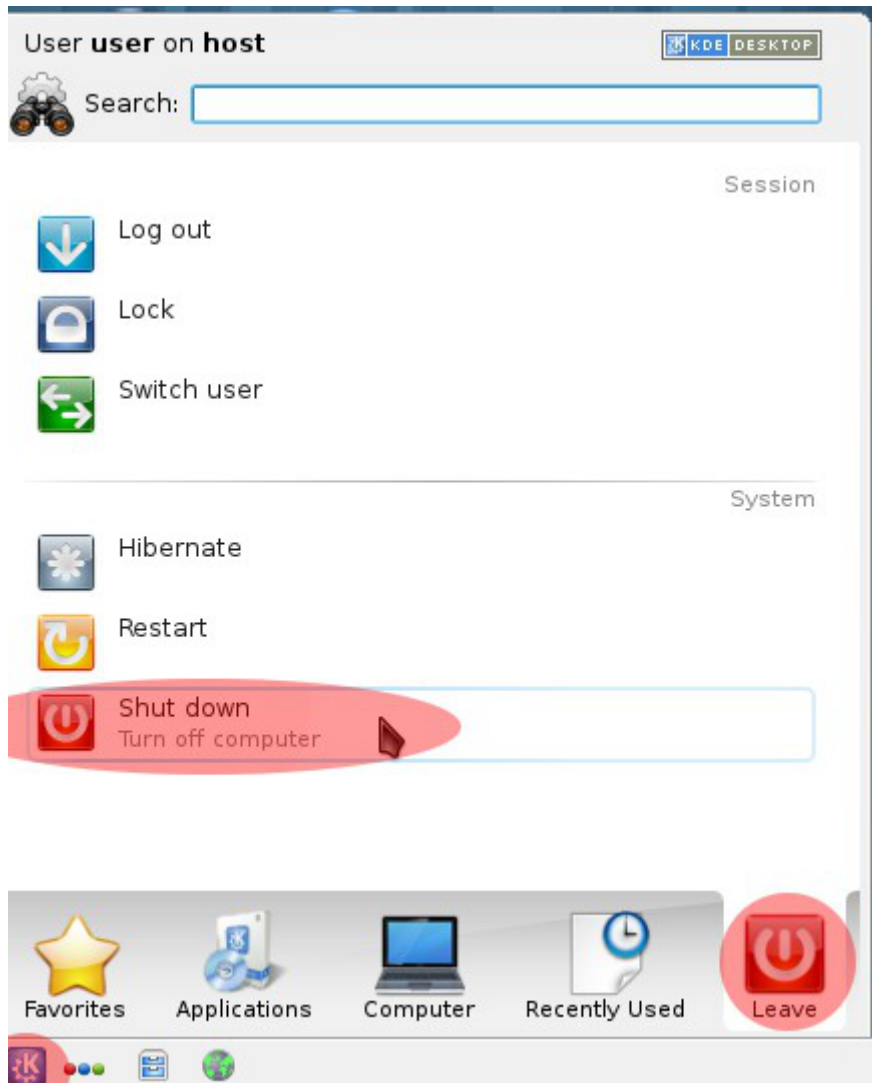 User user on host
KDE DESKTOP
Search:
Session
Log out
Lock
Switch user
System
Hibernate
Restart
Shut down
Turn off computer
Favorites
Applications
Computer
Recently Used
Leave